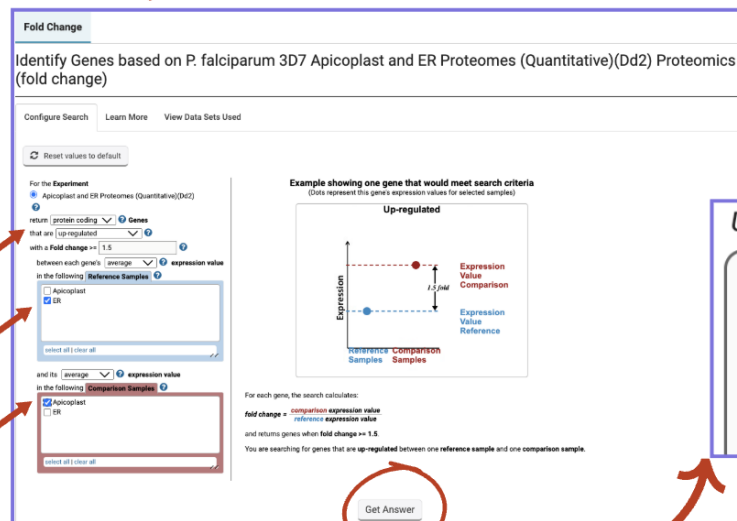 Fold Change
Identify Genes based on P. falciparum 3D7 Apicoplast and ER Proteomes (Quantitative)(Dd2) Proteomics
(fold change)
Configure Search Learn More View Data Sets Used
Reset values to default
For the Experiment
Apicoplast and ER Proteomes (Quantitative)(Dd2)
return protein coding Genes
that are up-regulated
with a Fold change >= 1.5
between each gene's average expression value
in the following Reference Samples
Apicoplast
ER
select all | clear all
and its average expression value
in the following Comparison Samples
Apicoplast
ER
select all | clear all
Example showing one gene that would meet search criteria
(Dots represent this gene's expression values for selected samples)
Up-regulated
Expression
1.5 fold
Expression
Value
Comparison
Expression
Value
Reference
Reference Comparison
Samples Samples
For each gene, the search calculates:
fold change = comparison expression value
reference expression value
and returns genes when fold change >= 1.5.
You are searching for genes that are up-regulated between one reference sample and one comparison sample.
Get Answer